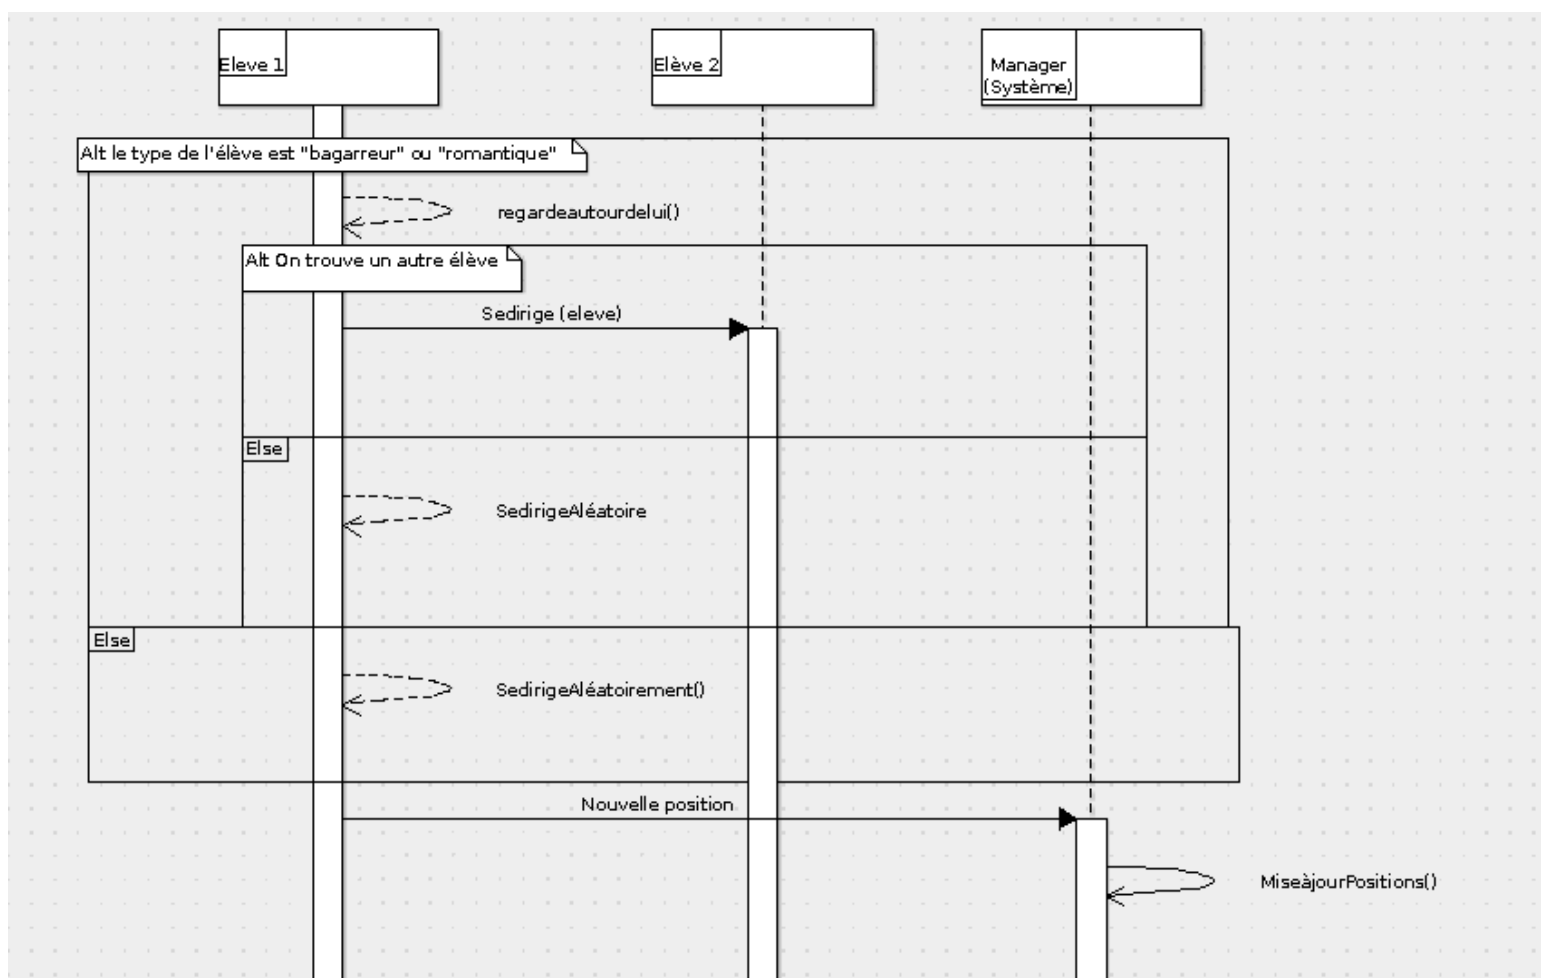 Eleve 1
Elève 2
Manager
(Système)
Alt le type de l'élève est "bagarreur" ou "romantique"
regardeautourdelui()
Alt On trouve un autre élève
Sedirige (eleve)
Else
SedirigeAléatoire
Else
SedirigeAléatoirement()
Nouvelle position
MiseàjourPositions()